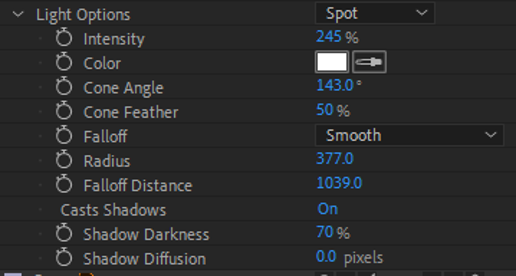 Light Options Spot
Intensity 245 %
Color
Cone Angle 143.0 °
Cone Feather 50 %
Falloff Smooth
Radius 377.0
Falloff Distance 1039.0
Casts Shadows On
Shadow Darkness 70 %
Shadow Diffusion 0.0 pixels